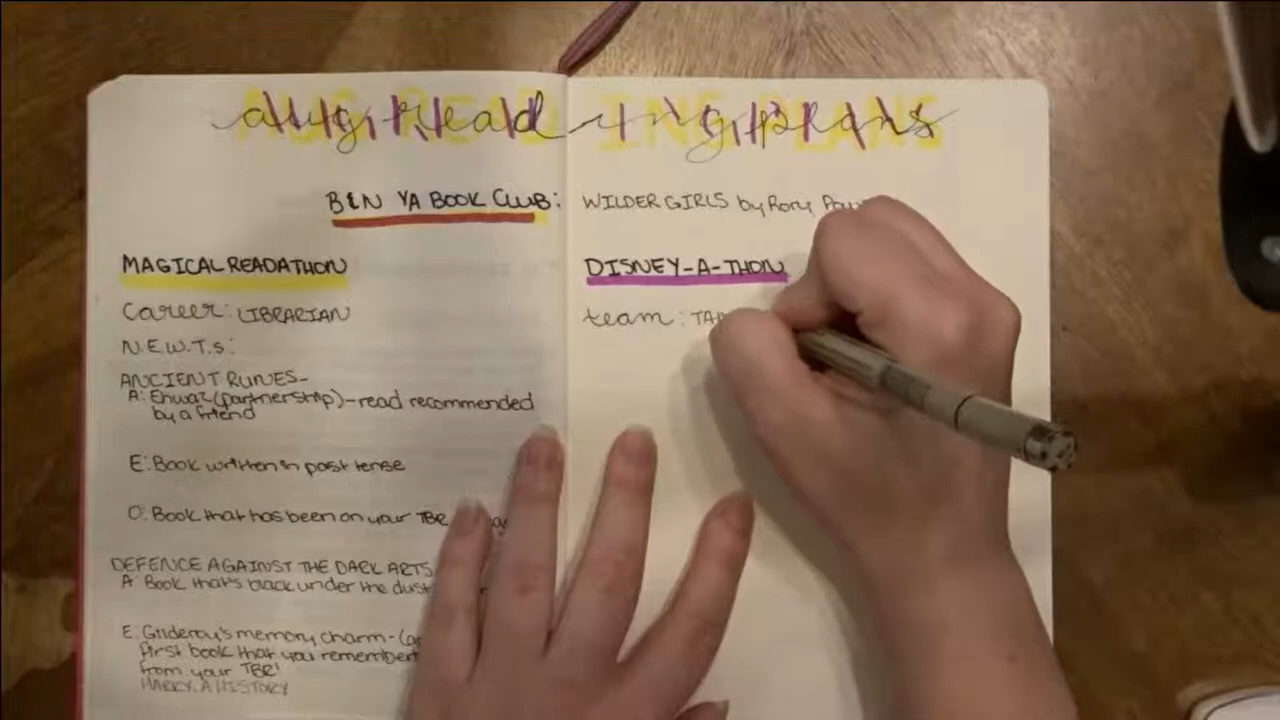 aug. reading plans
B&N YA BOOK CLUB: WILDER GIRLS by Rory
MAGICAL READATHON
Career: LIBRARIAN
N.E.W.T.s:
ANCIENT RUNES-
A: Ehwaz (partnership) - read recommended
by a friend
E: Book written in past tense
O: Book that has been on your TBR
DEFENCE AGAINST THE DARK ARTS
A: Book that's black under the dust
E: Gilderoy's memory charm -
first book that you remember
from your TBR!
HARRY, A HISTORY
DISNEY-A-THON
team: